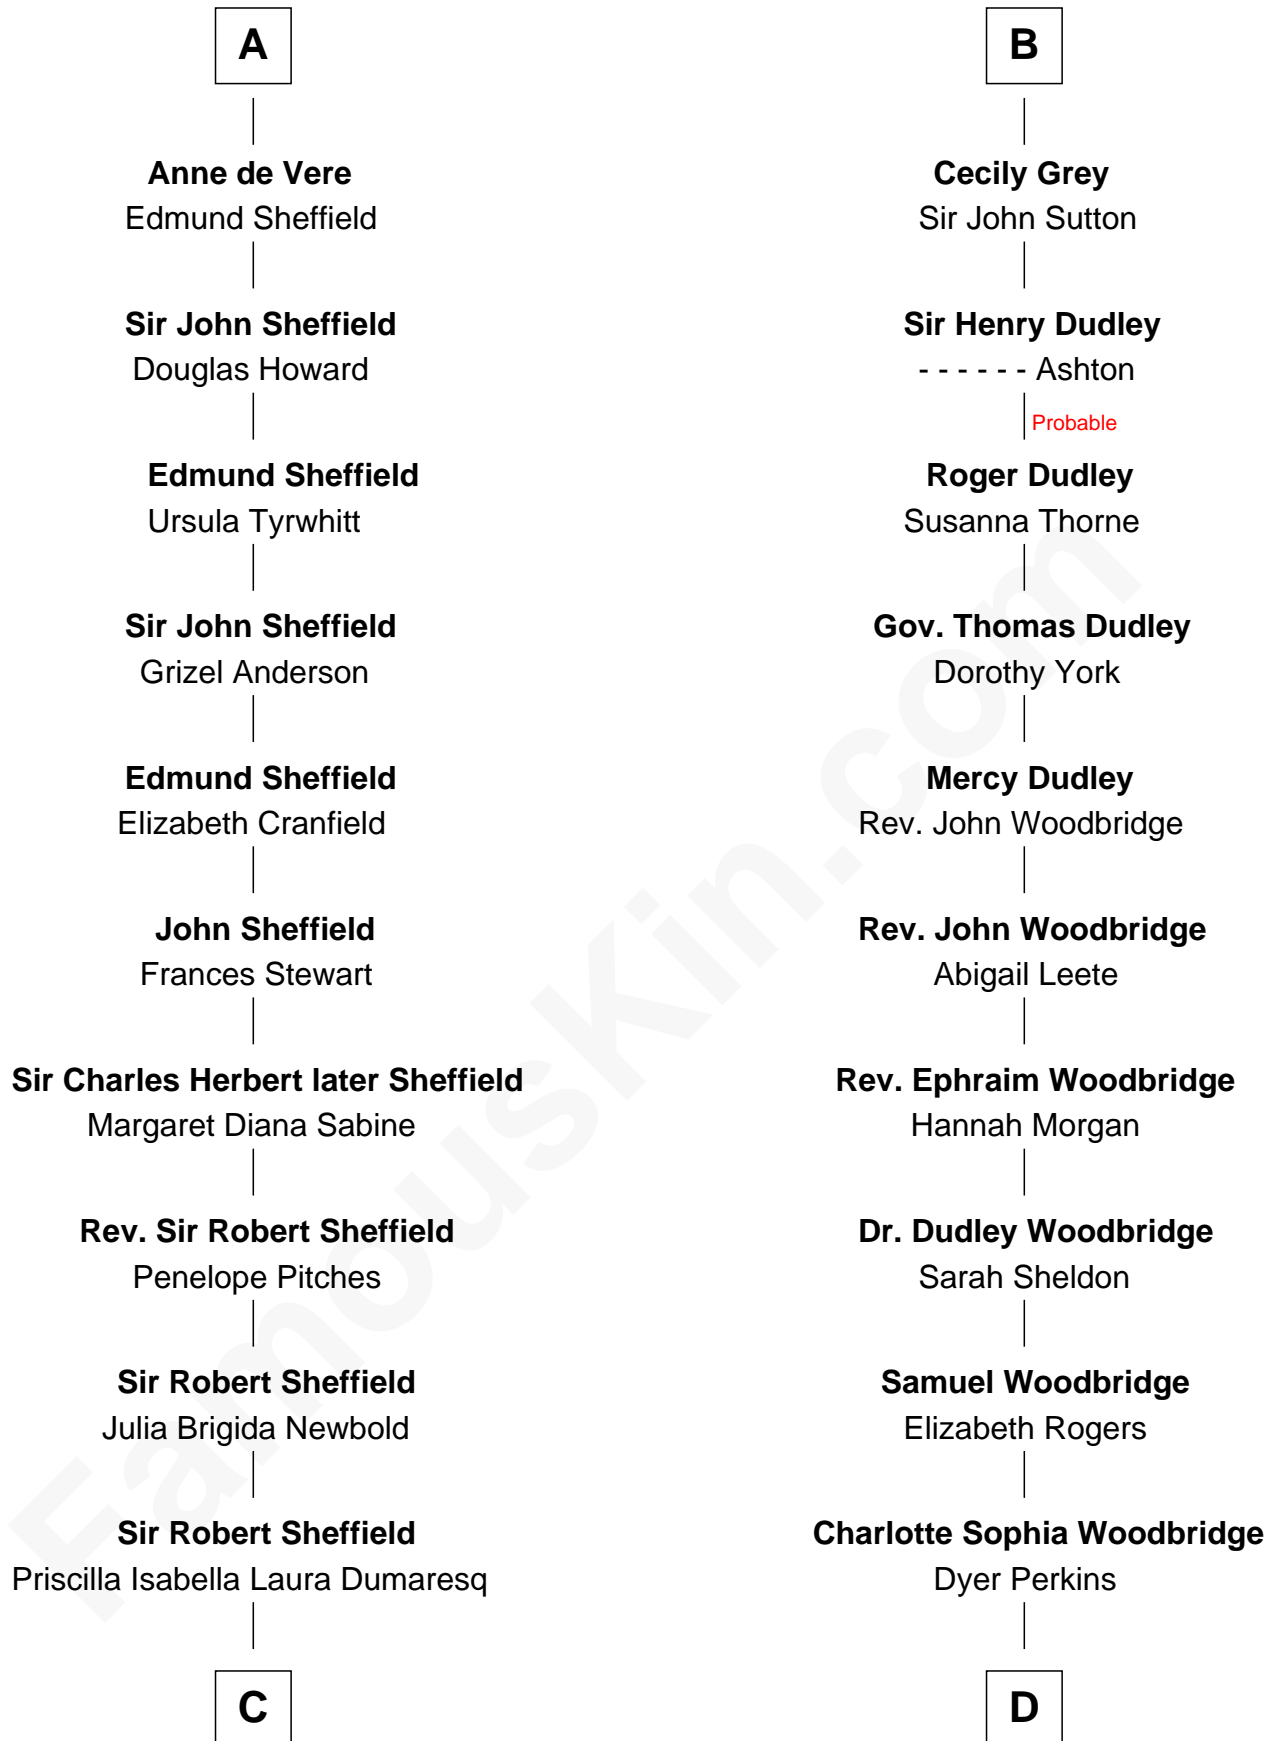 A
Anne de Vere
Edmund Sheffield
Sir John Sheffield
Douglas Howard
Edmund Sheffield
Ursula Tyrwhitt
Sir John Sheffield
Grizel Anderson
Edmund Sheffield
Elizabeth Cranfield
John Sheffield
Frances Stewart
Sir Charles Herbert later Sheffield
Margaret Diana Sabine
Rev. Sir Robert Sheffield
Penelope Pitches
Sir Robert Sheffield
Julia Brigida Newbold
Sir Robert Sheffield
Priscilla Isabella Laura Dumaresq
C
B
Cecily Grey
Sir John Sutton
Sir Henry Dudley
- - - - - - Ashton
Probable
Roger Dudley
Susanna Thorne
Gov. Thomas Dudley
Dorothy York
Mercy Dudley
Rev. John Woodbridge
Rev. John Woodbridge
Abigail Leete
Rev. Ephraim Woodbridge
Hannah Morgan
Dr. Dudley Woodbridge
Sarah Sheldon
Samuel Woodbridge
Elizabeth Rogers
Charlotte Sophia Woodbridge
Dyer Perkins
D
FamousKin.com